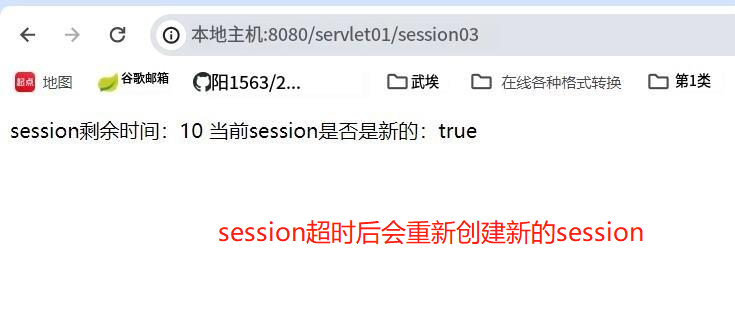 本地主机:8080/servlet01/session03
起点 地图 谷歌邮箱 阳1563/2... 武埃 在线各种格式转换 第1类
session剩余时间：10 当前session是否是新的：true
session超时后会重新创建新的session